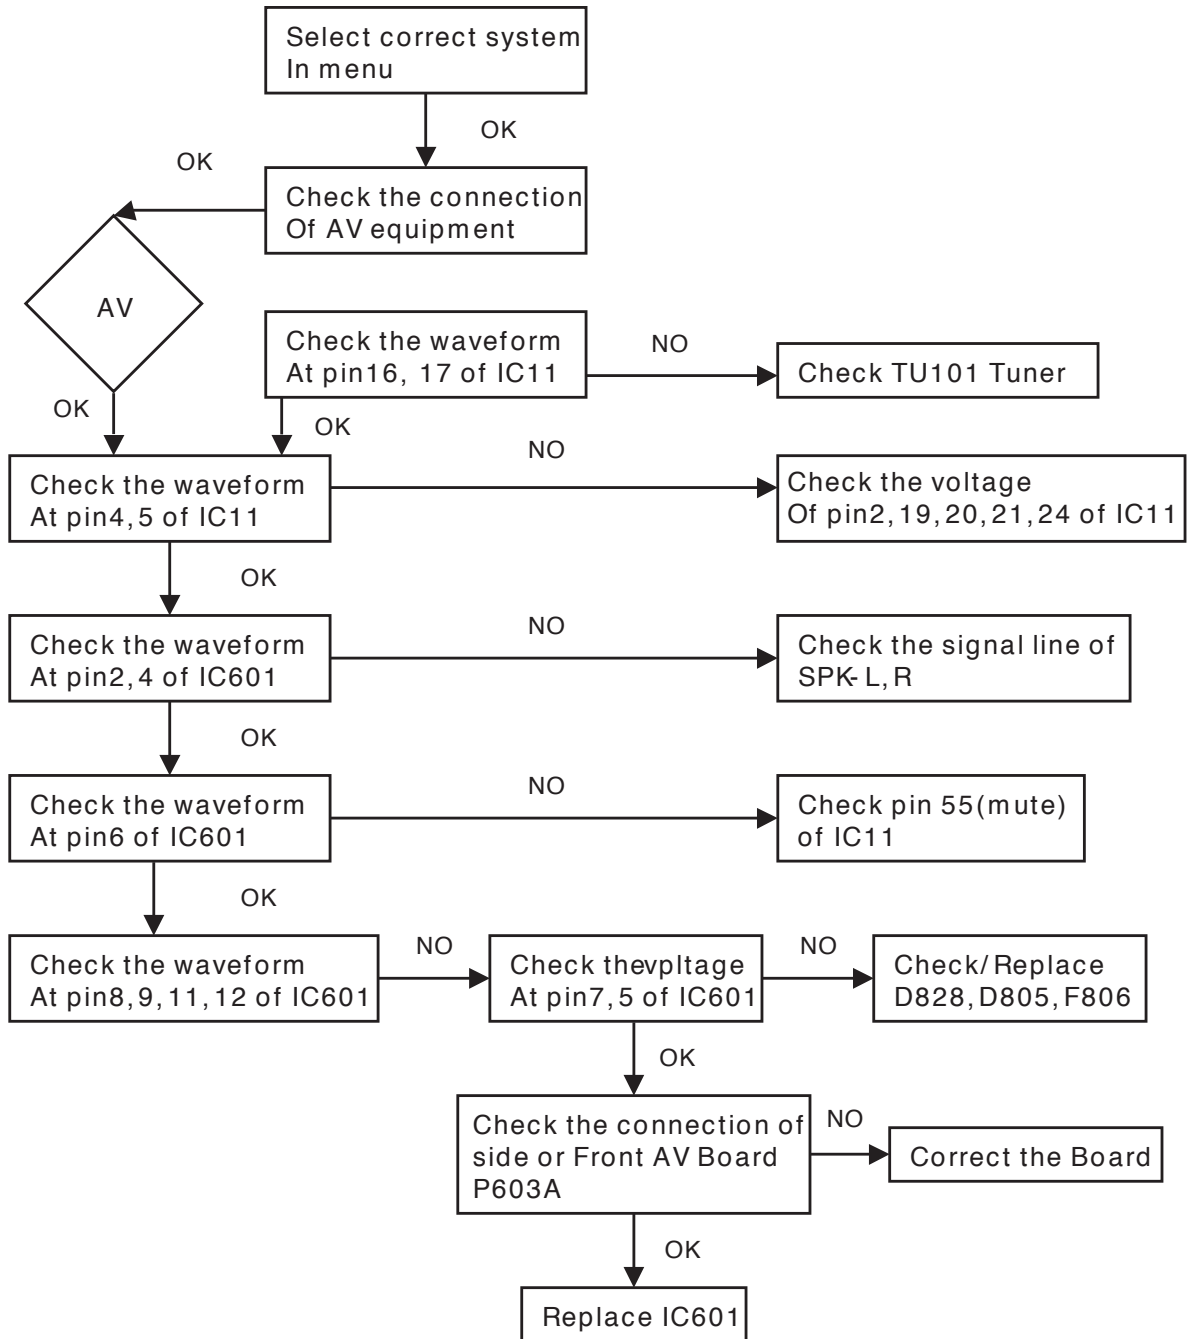 Select correct system
In menu
OK
OK
Check the connection
Of AV equipment
AV
Check the waveform
At pin16, 17 of IC11
NO
Check TU101 Tuner
OK
OK
Check the waveform
At pin4,5 of IC11
NO
Check the voltage
Of pin2,19,20,21,24 of IC11
OK
Check the waveform
At pin2,4 of IC601
NO
Check the signal line of
SPK-L,R
OK
Check the waveform
At pin6 of IC601
NO
Check pin 55(mute)
of IC11
OK
Check the waveform
At pin8,9,11,12 of IC601
NO
Check thevpltage
At pin7,5 of IC601
NO
Check/Replace
D828,D805,F806
OK
Check the connection of
side or Front AV Board
P603A
NO
Correct the Board
OK
Replace IC601